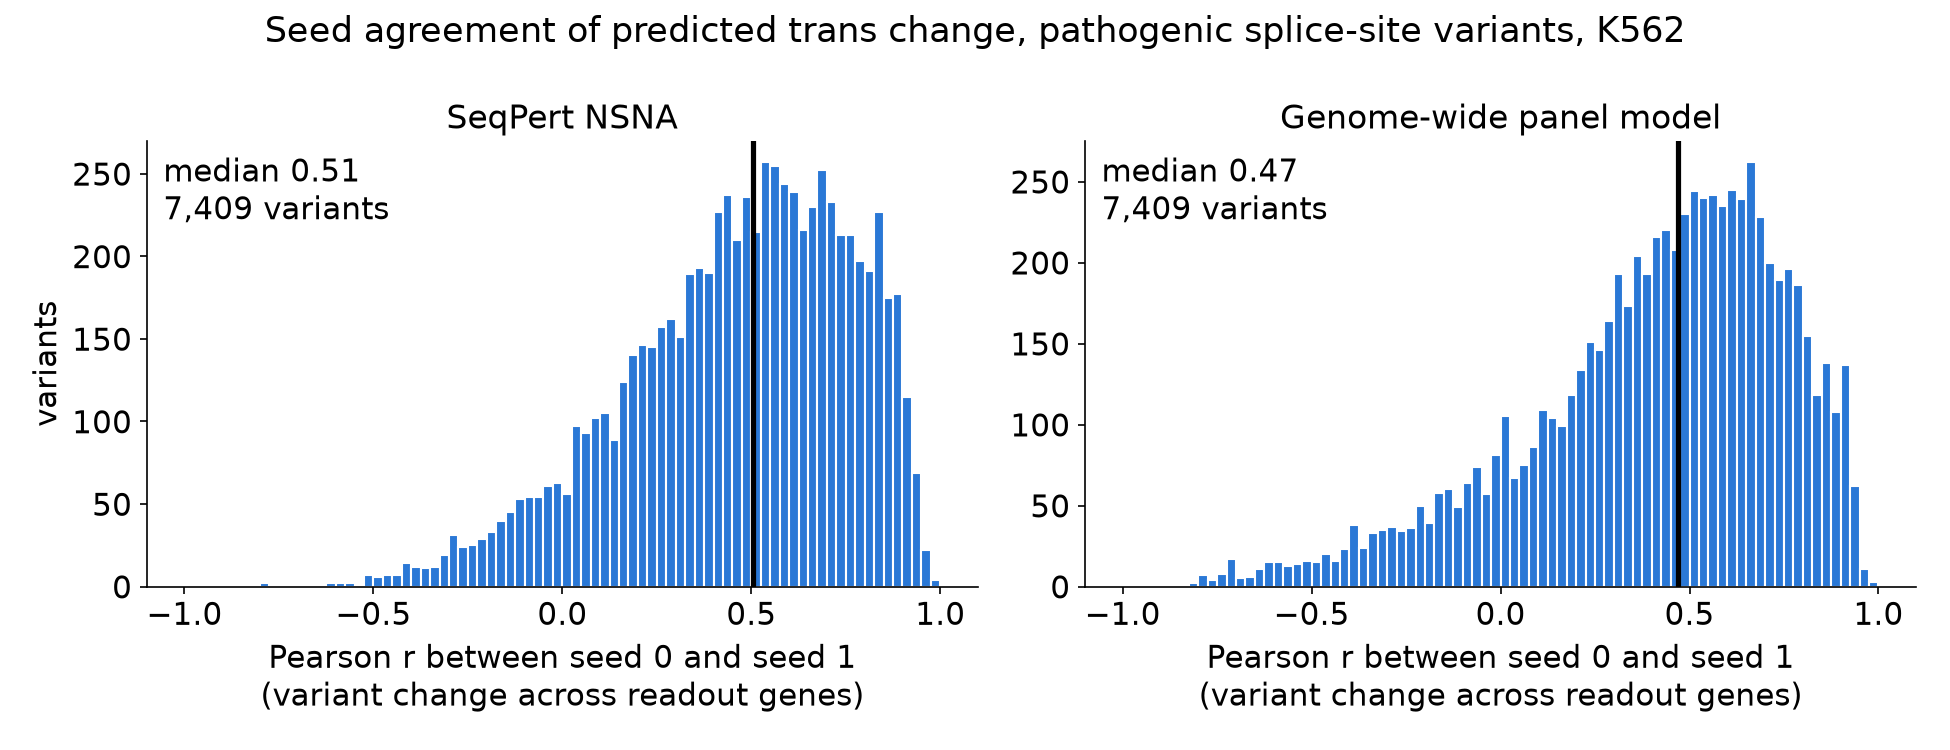 Seed agreement of predicted trans change, pathogenic splice-site variants, K562
SeqPert NSNA
median 0.51
7,409 variants
250
200
150
100
50
0
variants
−1.0
−0.5
0.0
0.5
1.0
Pearson r between seed 0 and seed 1
(variant change across readout genes)
Genome-wide panel model
median 0.47
7,409 variants
250
200
150
100
50
0
−1.0
−0.5
0.0
0.5
1.0
Pearson r between seed 0 and seed 1
(variant change across readout genes)